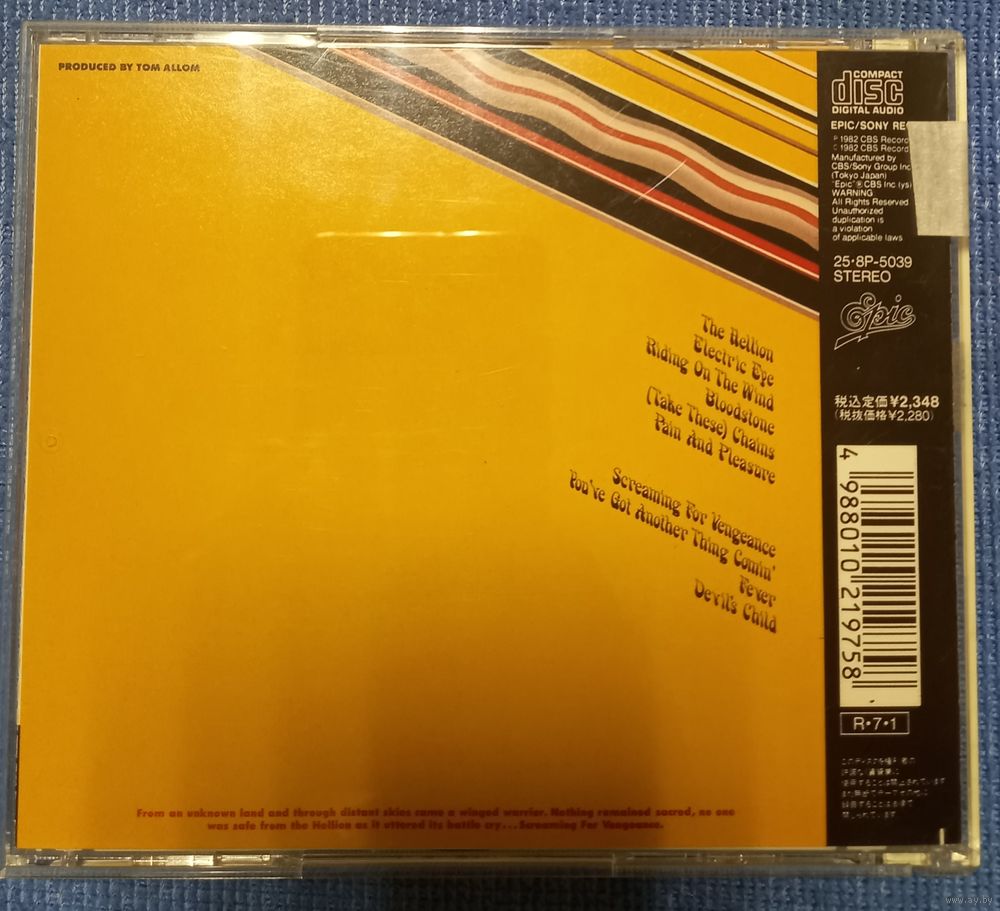 PRODUCED BY TOM ALLOM
The Hellion
Electric Eye
Riding On The Wind
Bloodstone
(Take These) Chains
Pain And Pleasure
Screaming For Vengeance
You've Got Another Thing Comin'
Fever
Devil's Child
From an unknown land and through distant skies came a winged warrior. Nothing remained sacred, no one
was safe from the Hellion as it uttered its battle cry...Screaming For Vengeance.
COMPACT
disc
DIGITAL AUDIO
EPIC/SONY
℗ 1982 CBS Record
© 1982 CBS Record
Manufactured by
CBS/Sony Group Inc
(Tokyo Japan)
"Epic" ® CBS Inc (ys)
WARNING
All Rights Reserved
Unauthorized
duplication is
a violation
of applicable laws
25・8P-5039
STEREO
Epic
税込定価¥2,348
(税抜価格¥2,280)
4 988010 219758
R・7・1
www.ay.by